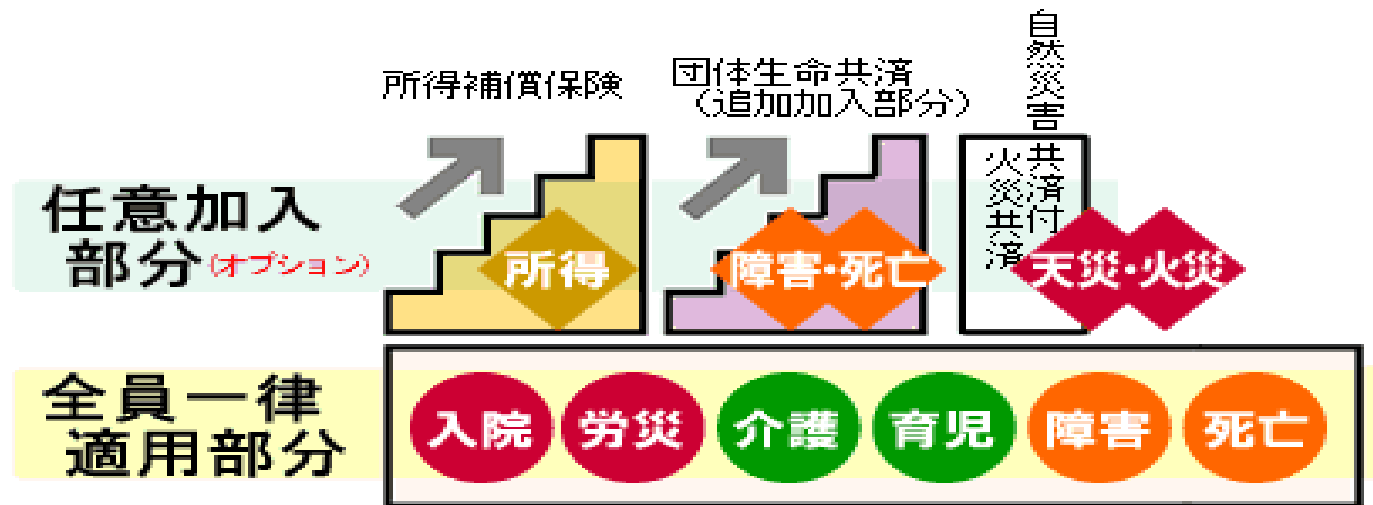 所得補償保険
団体生命共済
(追加加入部分)
自然災害共済付
火災共済
任意加入
部分(オプション)
所得
障害・死亡
天災・火災
全員一律
適用部分
入院
労災
介護
育児
障害
死亡